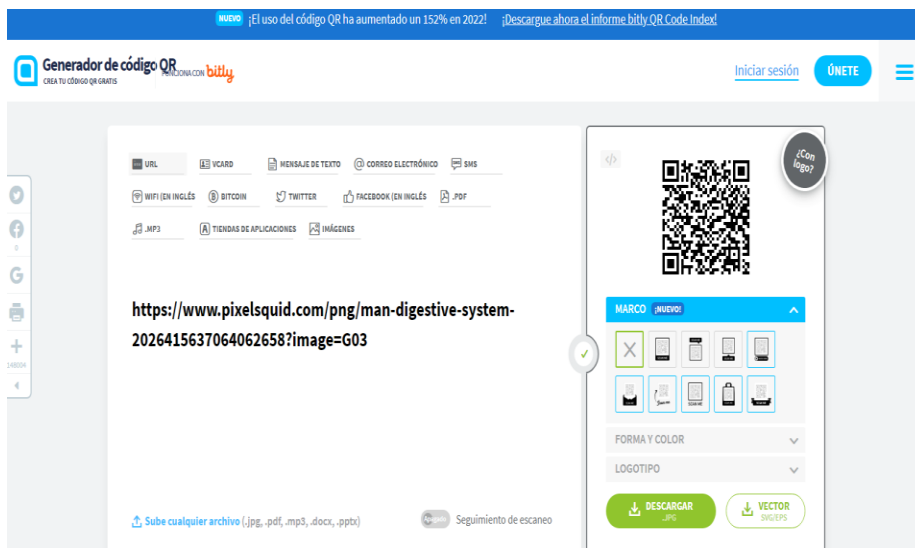 NUEVO ¡El uso del código QR ha aumentado un 152% en 2022! ¡Descargue ahora el informe bitly QR Code Index!
Generador de código QR
CREA TU CÓDIGO QR GRATIS
CON bitly
Iniciar sesión
ÚNETE
URL
VCARD
MENSAJE DE TEXTO
CORREO ELECTRÓNICO
SMS
WIFI (EN INGLÉS
BITCOIN
TWITTER
FACEBOOK (EN INGLÉS
.PDF
.MP3
TIENDAS DE APLICACIONES
IMÁGENES
0
148004
https://www.pixelsquid.com/png/man-digestive-system-
2026415637064062658?image=G03
Sube cualquier archivo (.jpg, .pdf, .mp3, .docx, .pptx)
Seguimiento de escaneo
¿Con
logo?
MARCO ¡NUEVO!
FORMA Y COLOR
LOGOTIPO
DESCARGAR
.JPG
VECTOR
SVG/EPS